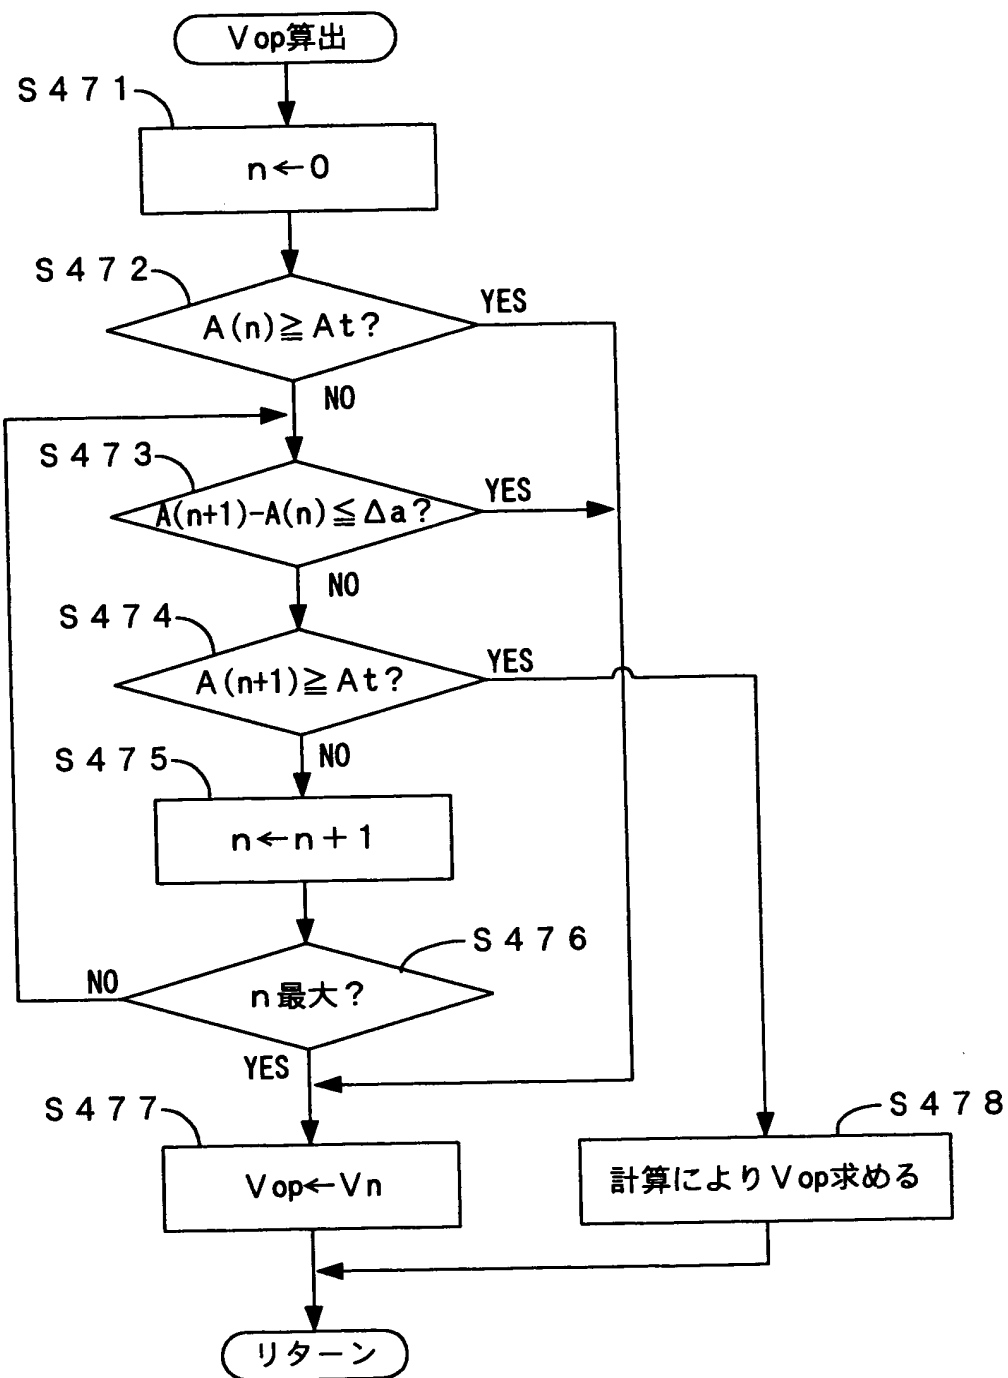 Vop算出
S471
n←0
S472
A(n)≧At?
YES
NO
S473
A(n+1)-A(n)≦Δa?
YES
NO
S474
A(n+1)≧At?
YES
NO
S475
n←n+1
S476
n最大?
NO
YES
S477
Vop←Vn
S478
計算によりVop求める
リターン